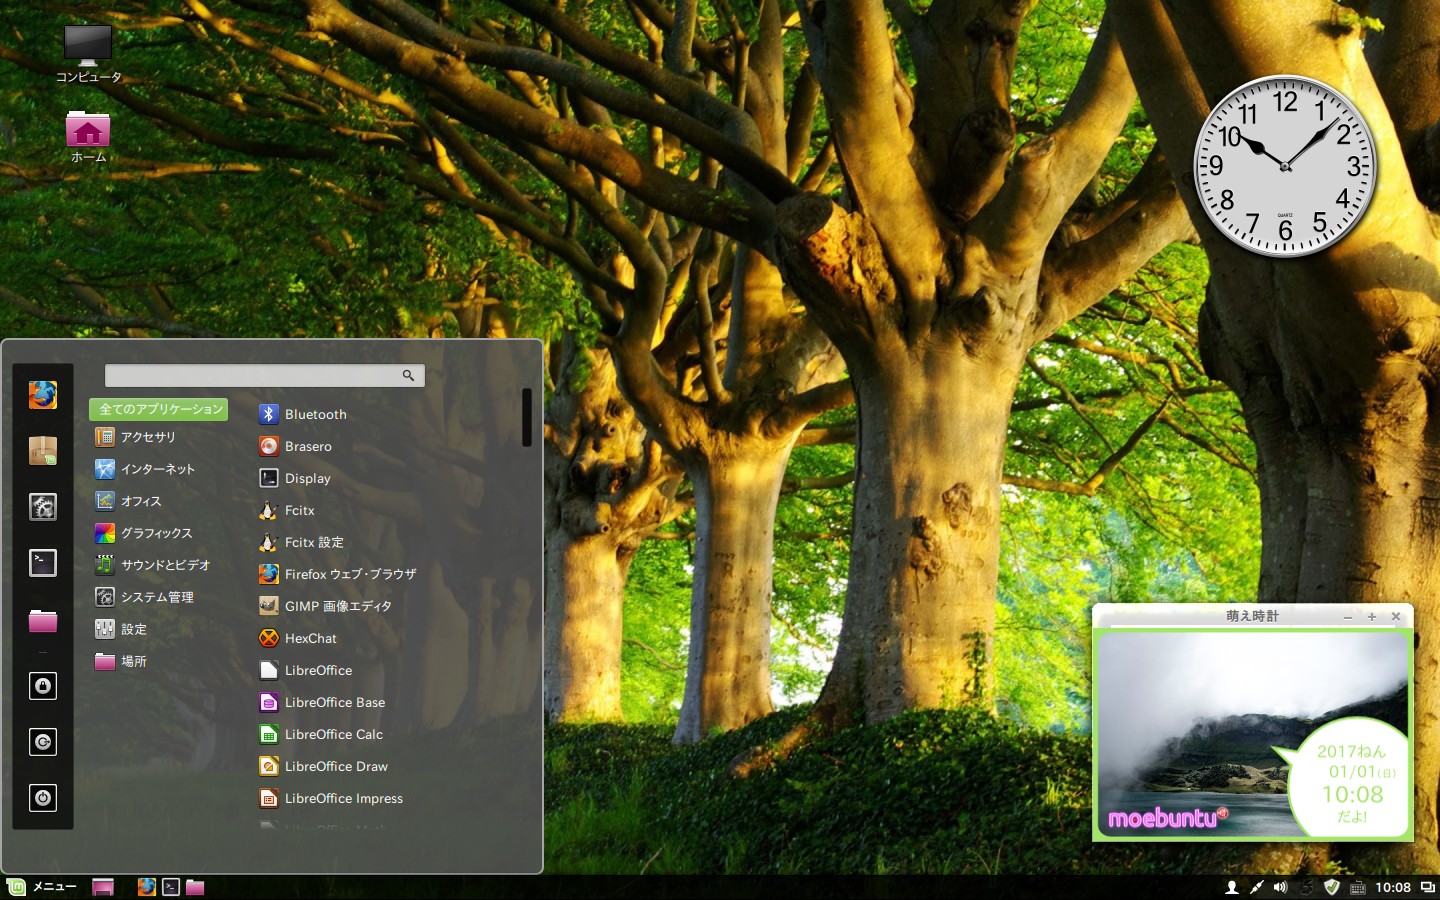 コンピュータ
ホーム
12
11
1
10
2
9
3
8
4
7
5
6
QUARTZ
全てのアプリケーション
アクセサリ
インターネット
オフィス
グラフィックス
サウンドとビデオ
システム管理
設定
場所
Bluetooth
Brasero
Display
Fcitx
Fcitx 設定
Firefox ウェブ・ブラウザ
GIMP 画像エディタ
HexChat
LibreOffice
LibreOffice Base
LibreOffice Calc
LibreOffice Draw
LibreOffice Impress
LibreOffice Math
萌え時計
2017ねん
01/01(日)
10:08
だよ!
moebuntu
メニュー
10:08